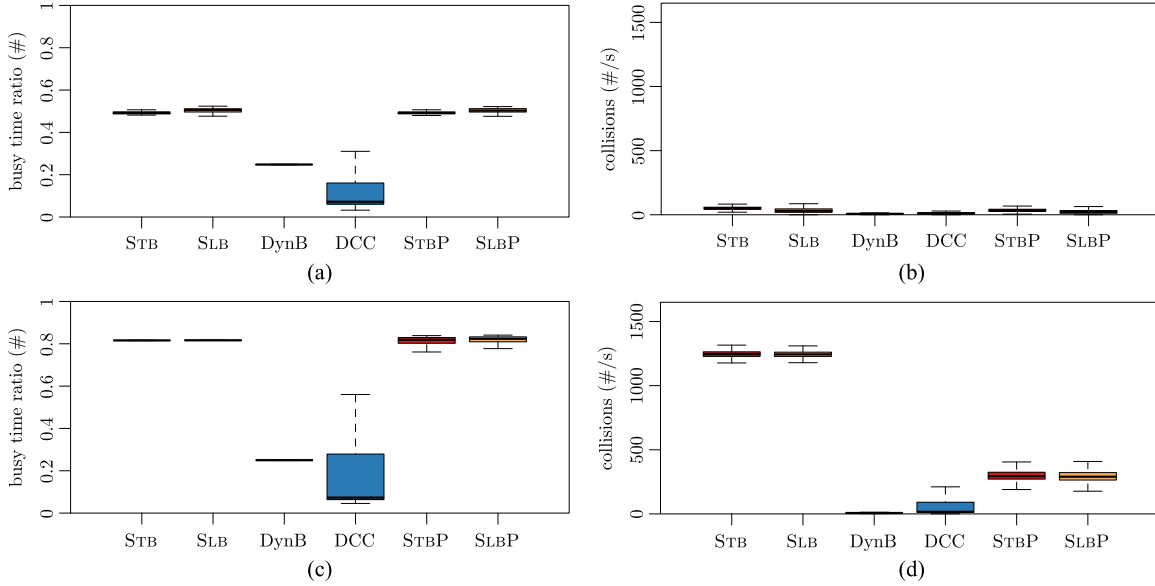 busy time ratio (#)
1
0.8
0.6
0.4
0.2
0
STB SLB DynB DCC STBP SLBP
(a)
collisions (#/s)
1500
1000
500
0
STB SLB DynB DCC STBP SLBP
(b)
busy time ratio (#)
1
0.8
0.6
0.4
0.2
0
STB SLB DynB DCC STBP SLBP
(c)
collisions (#/s)
1500
1000
500
0
STB SLB DynB DCC STBP SLBP
(d)